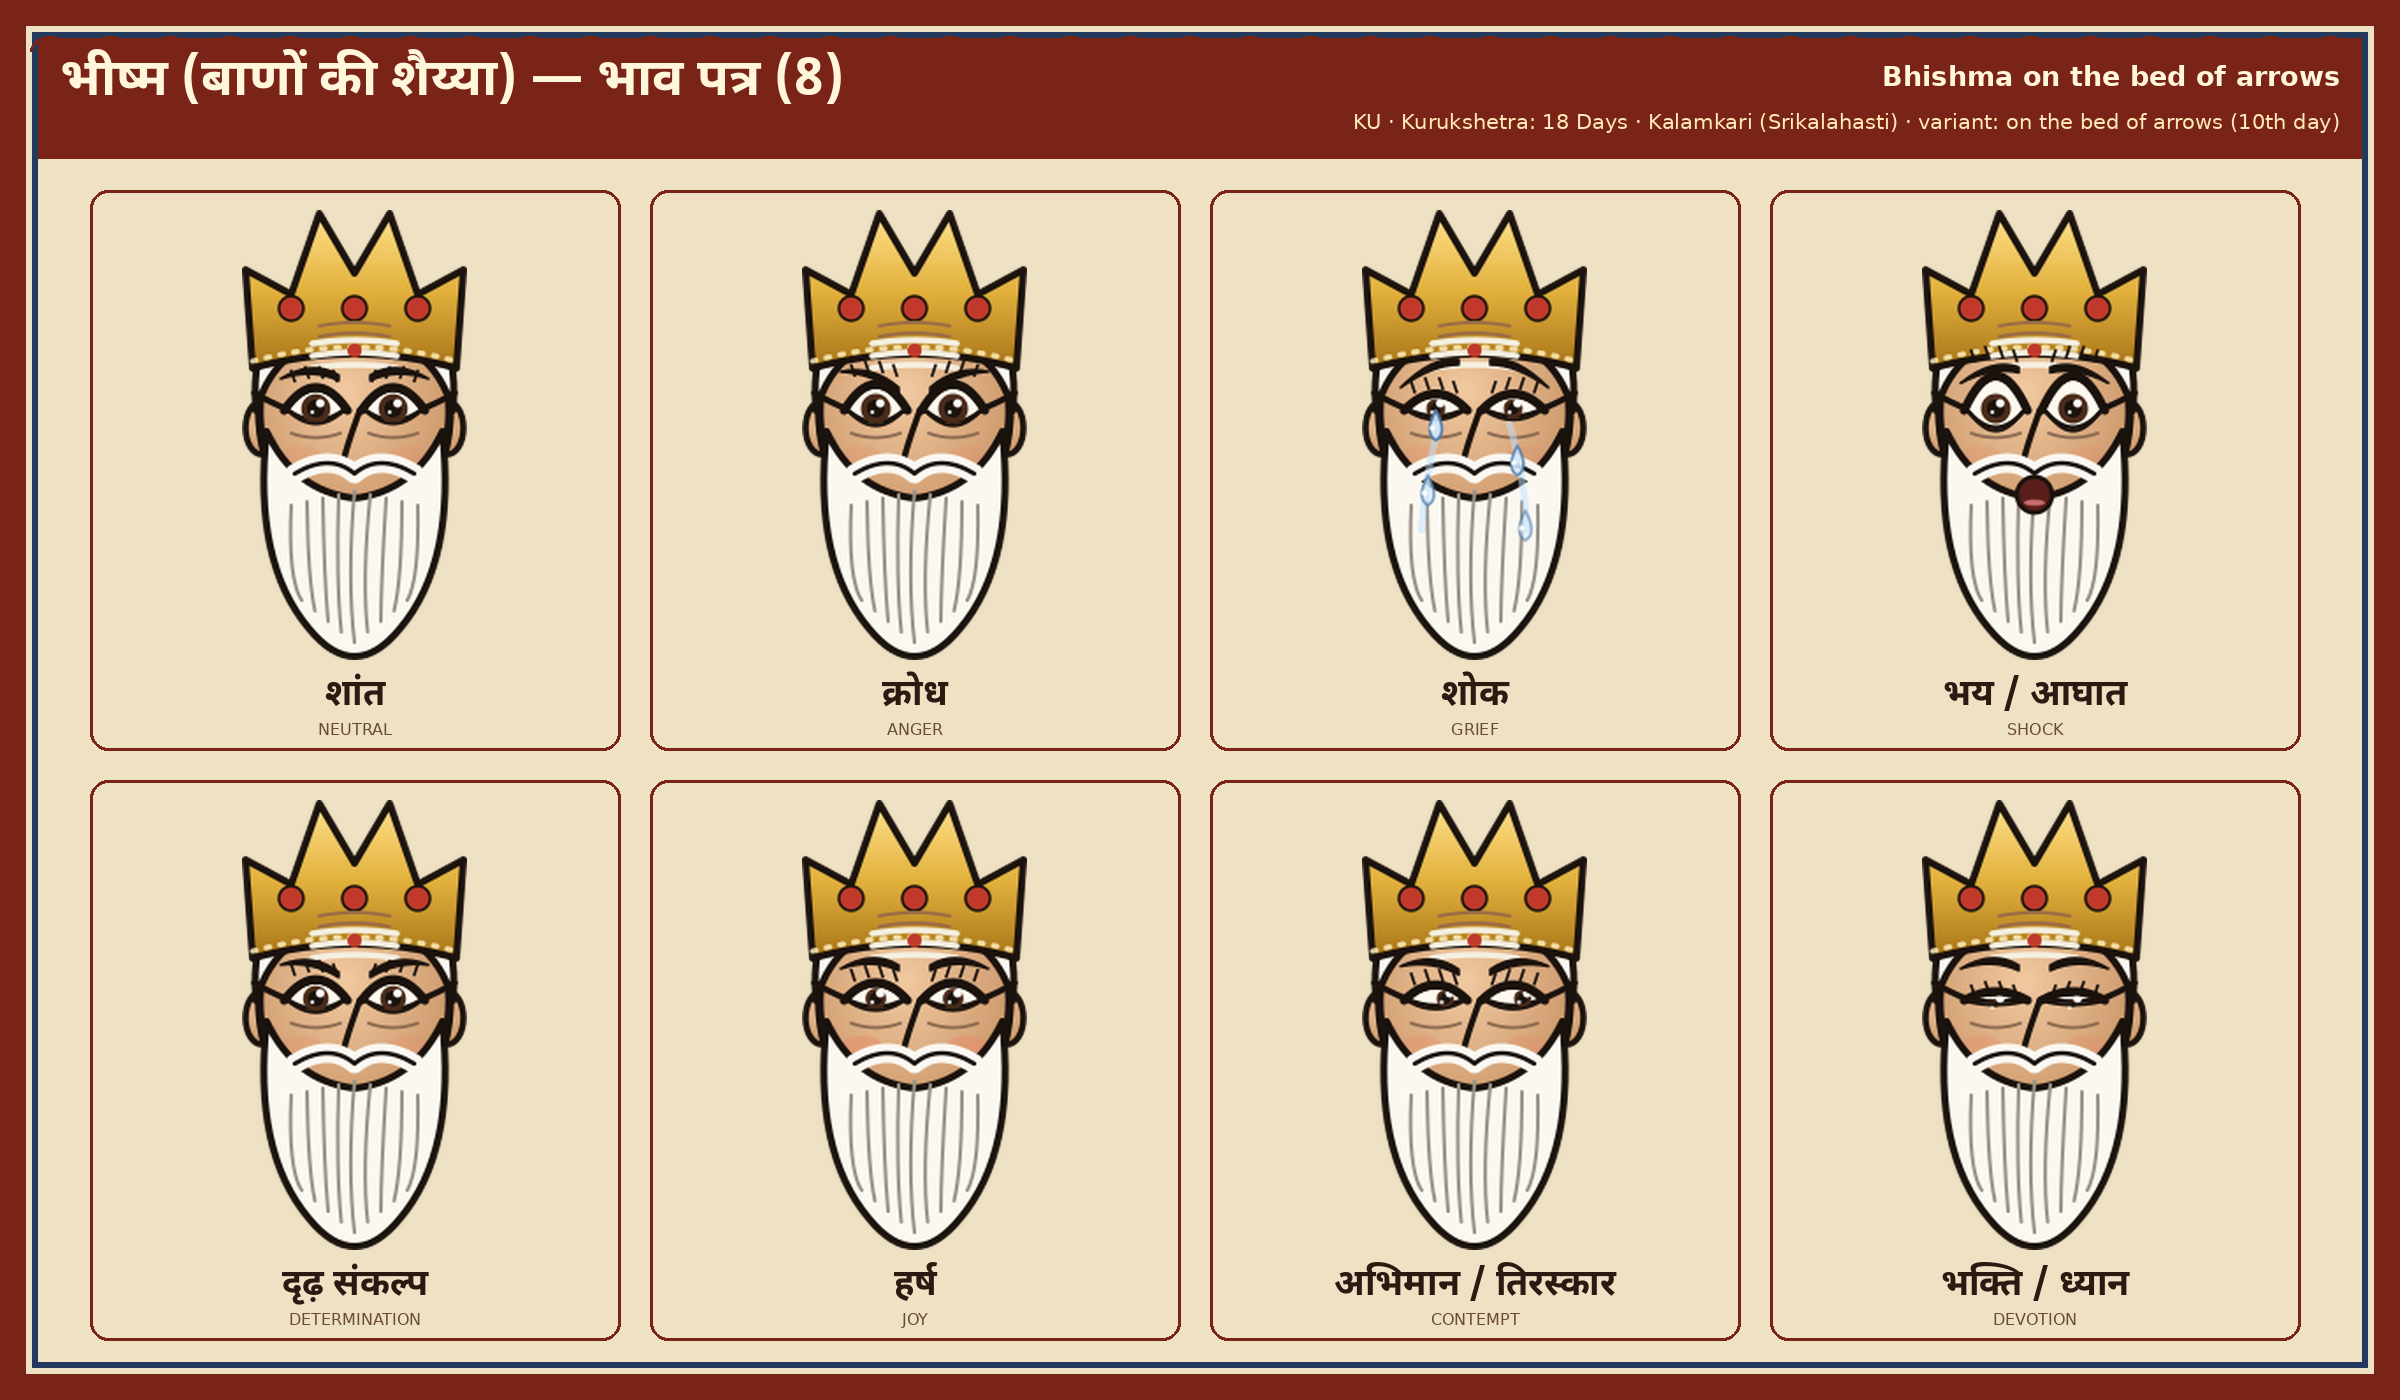 भीष्म (बाणों की शैय्या) — भाव पत्र (8)
Bhishma on the bed of arrows
KU · Kurukshetra: 18 Days · Kalamkari (Srikalahasti) · variant: on the bed of arrows (10th day)
शांत
NEUTRAL
क्रोध
ANGER
शोक
GRIEF
भय / आघात
SHOCK
दृढ़ संकल्प
DETERMINATION
हर्ष
JOY
अभिमान / तिरस्कार
CONTEMPT
भक्ति / ध्यान
DEVOTION